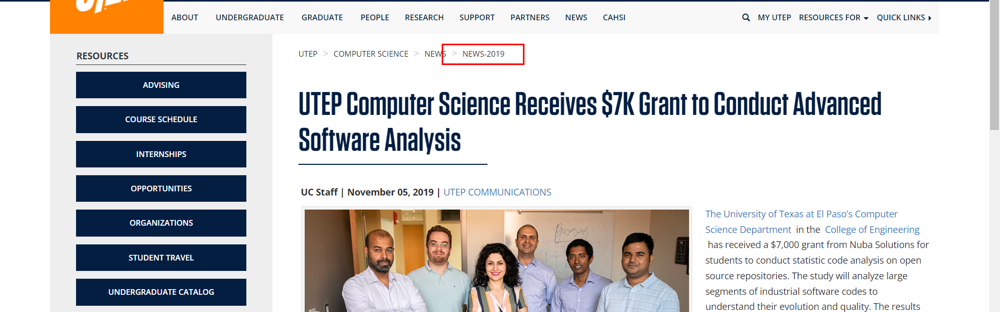 ABOUT UNDERGRADUATE GRADUATE PEOPLE RESEARCH SUPPORT PARTNERS NEWS CAHSI MY UTEP RESOURCES FOR QUICK LINKS
RESOURCES
ADVISING
COURSE SCHEDULE
INTERNSHIPS
OPPORTUNITIES
ORGANIZATIONS
STUDENT TRAVEL
UNDERGRADUATE CATALOG
UTEP > COMPUTER SCIENCE > NEWS > NEWS-2019
UTEP Computer Science Receives $7K Grant to Conduct Advanced
Software Analysis
UC Staff | November 05, 2019 | UTEP COMMUNICATIONS
The University of Texas at El Paso’s Computer
Science Department in the College of Engineering
has received a $7,000 grant from Nuba Solutions for
students to conduct statistic code analysis on open
source repositories. The study will analyze large
segments of industrial software codes to
understand their evolution and quality. The results